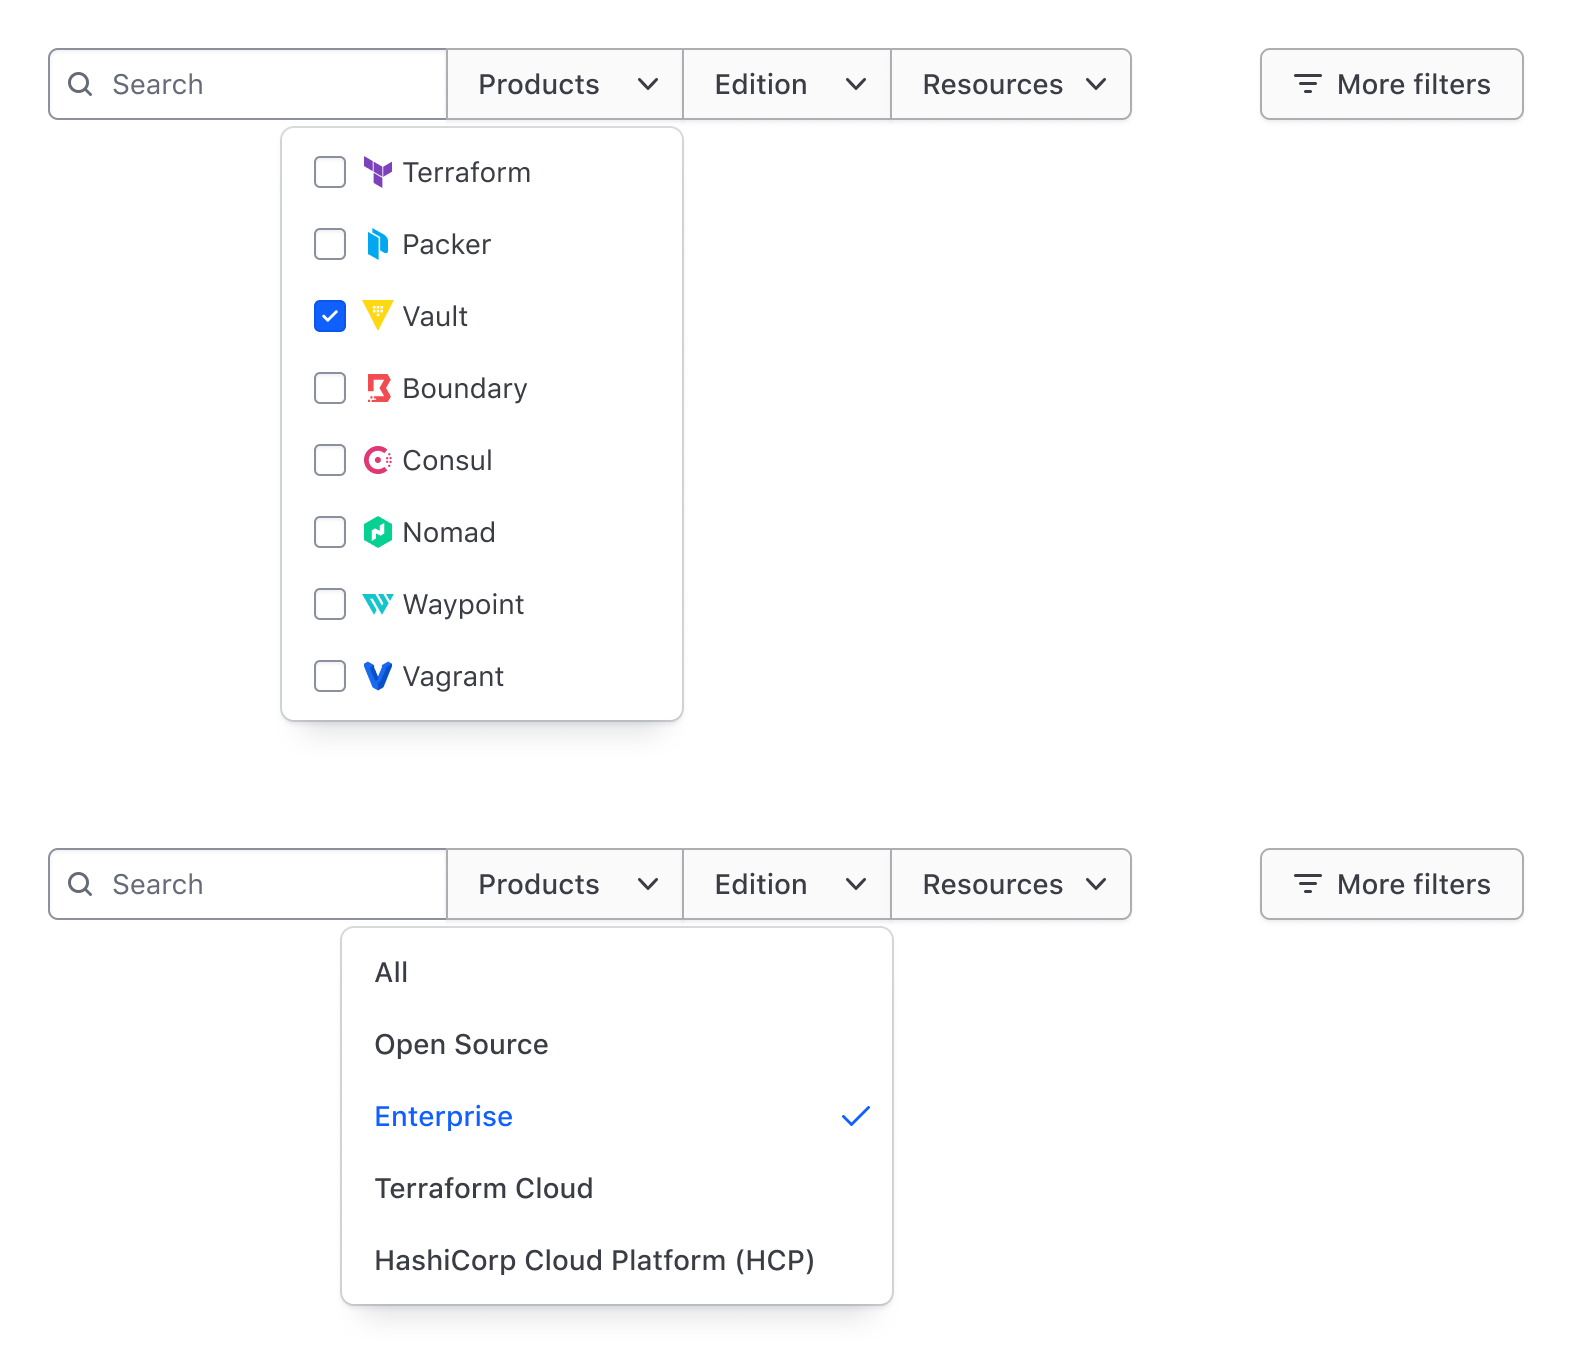 Search Products Edition Resources More filters
Terraform
Packer
Vault
Boundary
Consul
Nomad
Waypoint
Vagrant
Search Products Edition Resources More filters
All
Open Source
Enterprise
Terraform Cloud
HashiCorp Cloud Platform (HCP)